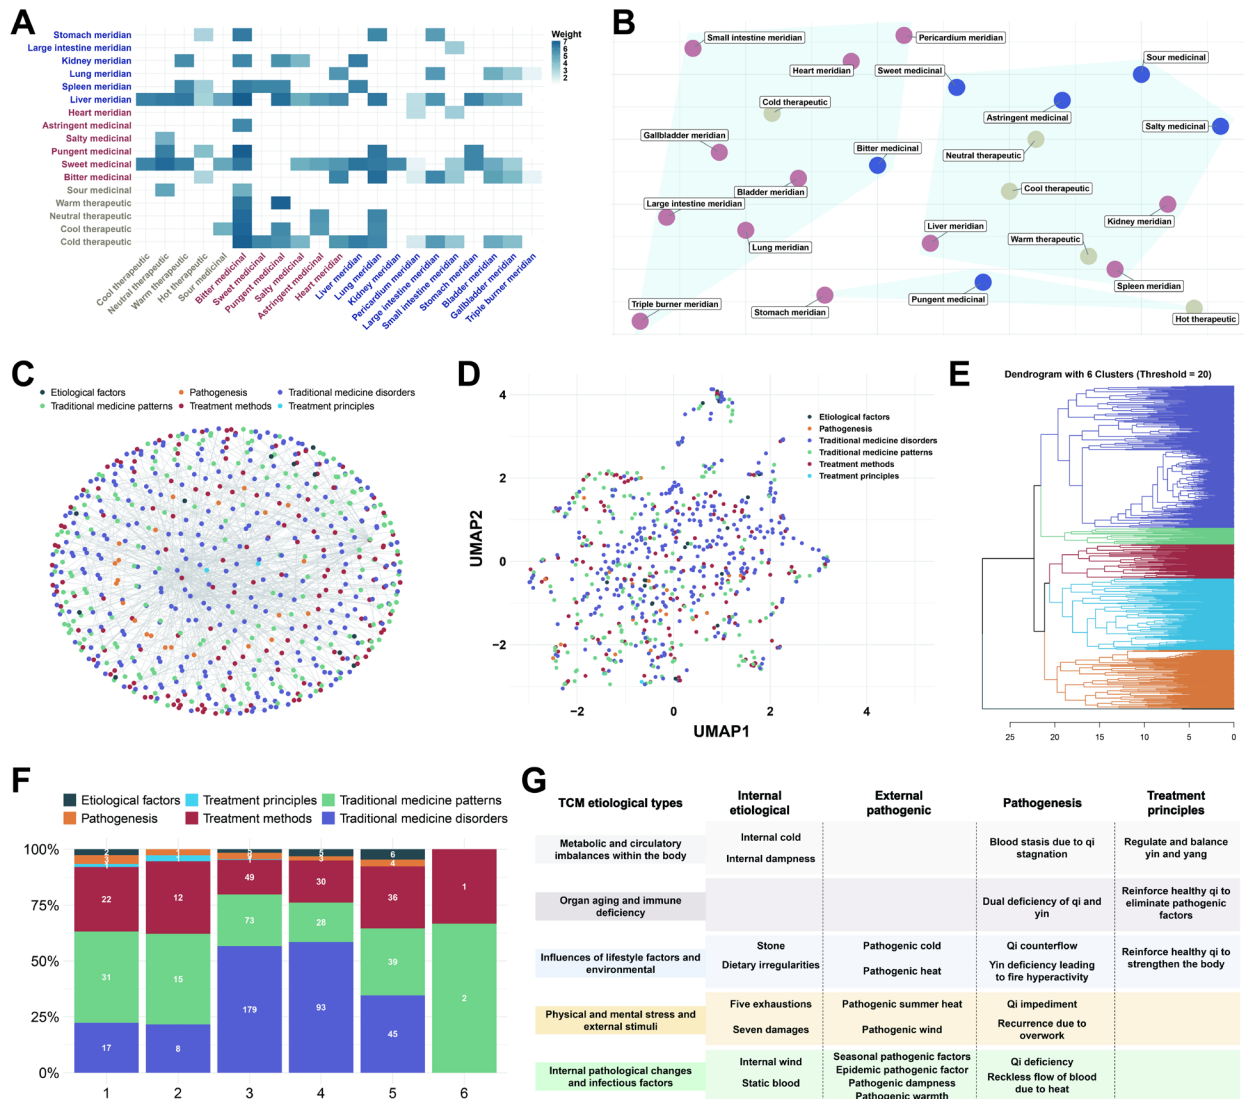 A
Stomach meridian
Large intestine meridian
Kidney meridian
Lung meridian
Spleen meridian
Liver meridian
Heart meridian
Astringent medicinal
Salty medicinal
Pungent medicinal
Sweet medicinal
Bitter medicinal
Sour medicinal
Warm therapeutic
Neutral therapeutic
Cool therapeutic
Cold therapeutic
Cool therapeutic
Neutral therapeutic
Warm therapeutic
Hot therapeutic
Sour medicinal
Bitter medicinal
Sweet medicinal
Pungent medicinal
Salty medicinal
Astringent medicinal
Heart meridian
Liver meridian
Lung meridian
Kidney meridian
Pericardium meridian
Large intestine meridian
Small intestine meridian
Stomach meridian
Bladder meridian
Gallbladder meridian
Triple burner meridian
Weight
7
6
5
4
3
2
B
Small intestine meridian
Pericardium meridian
Heart meridian
Sweet medicinal
Sour medicinal
Cold therapeutic
Astringent medicinal
Salty medicinal
Gallbladder meridian
Bitter medicinal
Neutral therapeutic
Bladder meridian
Cool therapeutic
Large intestine meridian
Kidney meridian
Lung meridian
Liver meridian
Warm therapeutic
Spleen meridian
Triple burner meridian
Stomach meridian
Pungent medicinal
Hot therapeutic
C
Etiological factors
Pathogenesis
Traditional medicine disorders
Traditional medicine patterns
Treatment methods
Treatment principles
D
4
2
0
−2
UMAP2
−2
0
2
4
UMAP1
Etiological factors
Pathogenesis
Traditional medicine disorders
Traditional medicine patterns
Treatment methods
Treatment principles
E
Dendrogram with 6 Clusters (Threshold = 20)
25
20
15
10
5
0
F
Etiological factors
Treatment principles
Traditional medicine patterns
Pathogenesis
Treatment methods
Traditional medicine disorders
100%
75%
50%
25%
0%
22
31
17
12
15
8
49
73
179
30
28
93
6
4
36
39
45
1
2
1
2
3
4
5
6
G
TCM etiological types
Internal etiological
External pathogenic
Pathogenesis
Treatment principles
Metabolic and circulatory imbalances within the body
Internal cold
Internal dampness
Blood stasis due to qi stagnation
Regulate and balance yin and yang
Organ aging and immune deficiency
Dual deficiency of qi and yin
Reinforce healthy qi to eliminate pathogenic factors
Influences of lifestyle factors and environmental
Stone
Dietary irregularities
Pathogenic cold
Pathogenic heat
Qi counterflow
Yin deficiency leading to fire hyperactivity
Reinforce healthy qi to strengthen the body
Physical and mental stress and external stimuli
Five exhaustions
Seven damages
Pathogenic summer heat
Pathogenic wind
Qi impediment
Recurrence due to overwork
Internal pathological changes and infectious factors
Internal wind
Static blood
Seasonal pathogenic factors
Epidemic pathogenic factor
Pathogenic dampness
Pathogenic warmth
Qi deficiency
Reckless flow of blood due to heat